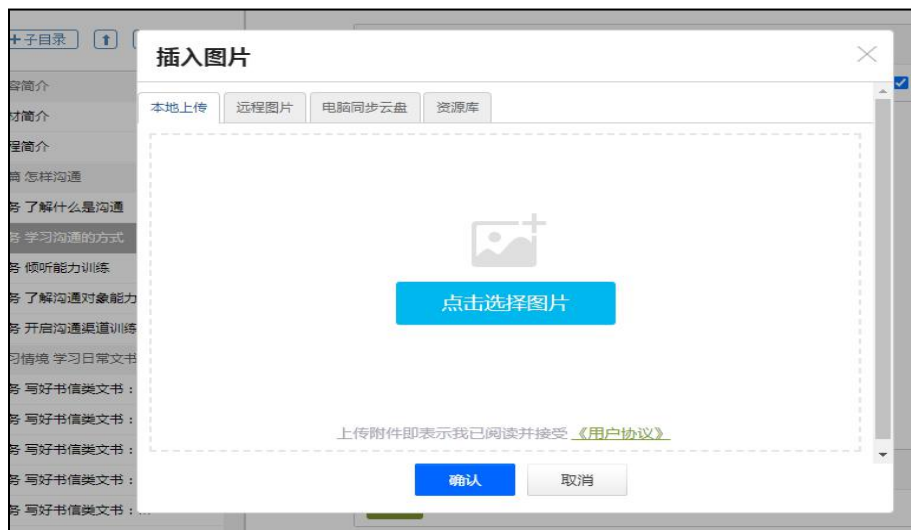 +子目录
插入图片
容简介
本地上传 远程图片 电脑同步云盘 资源库
材简介
程简介
篇 怎样沟通
务 了解什么是沟通
务 学习沟通的方式
务 倾听能力训练
务 了解沟通对象能力
点击选择图片
务 开启沟通渠道训练
习情境 学习日常文书
务 写好书信类文书：
务 写好书信类文书：
上传附件即表示我已阅读并接受 《用户协议》
务 写好书信类文书：
务 写好书信类文书：
确认 取消
务 写好书信类文书：...